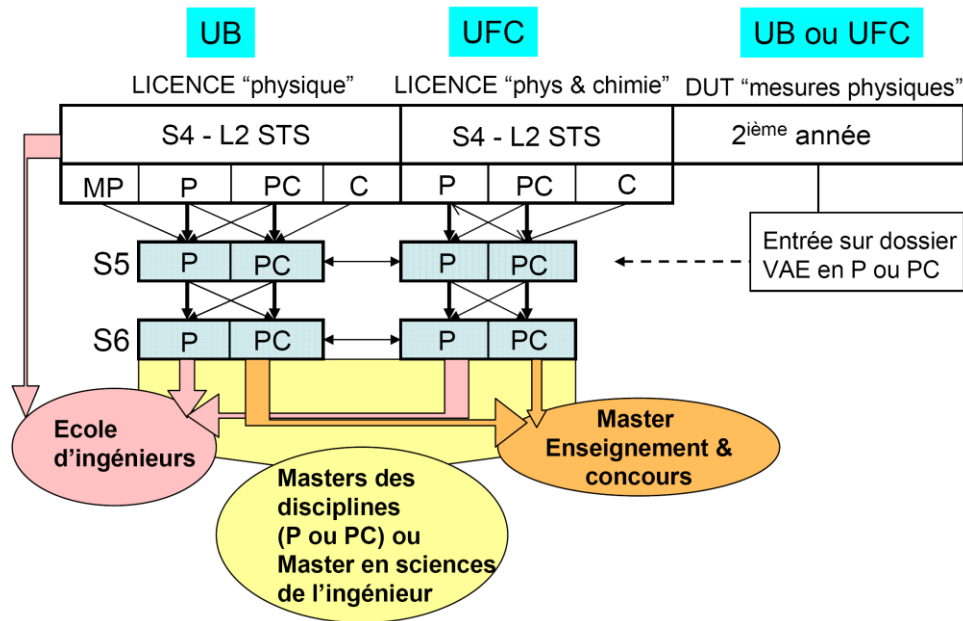 UB
UFC
UB ou UFC
LICENCE “physique”
LICENCE “phys & chimie”
DUT “mesures physiques”
S4 - L2 STS
S4 - L2 STS
2ième année
MP
P
PC
C
P
PC
C
S5
P
PC
P
PC
Entrée sur dossier
VAE en P ou PC
S6
P
PC
P
PC
Ecole
d’ingénieurs
Master
Enseignement &
concours
Masters des
disciplines
(P ou PC) ou
Master en sciences
de l’ingénieur